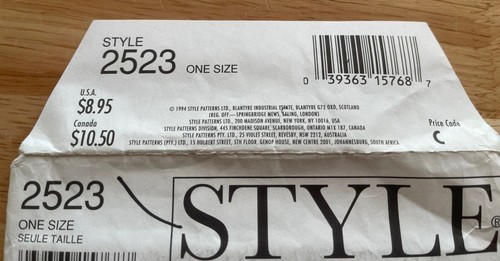 STYLE
2523 ONE SIZE
0 39363 15768 7
U.S.A.
$8.95
Canada
$10.50
© 1994 STYLE PATTERNS LTD., BLANTYRE INDUSTRIAL ESTATE, BLANTYRE G72 0XD, SCOTLAND
(REG. OFF.—SPRINGBRIDGE NEWS, EALING, LONDON)
STYLE PATTERNS LTD., 200 MADISON AVENUE, NEW YORK, NY 10016, USA
STYLE PATTERNS DIVISION, 445 FINCHDENE SQUARE, SCARBOROUGH, ONTARIO M1X 1B7, CANADA
STYLE PATTERNS PTY. LTD., 25 VIOLET STREET, REVESBY, NSW 2212, AUSTRALIA
STYLE PATTERNS (PTY.) LTD., 15 HULBERT STREET, 5TH FLOOR, GENOP HOUSE, NEW CENTRE 2001, JOHANNESBURG, SOUTH AFRICA
Price Code
C
2523
ONE SIZE
SEULE TAILLE
STYLE®